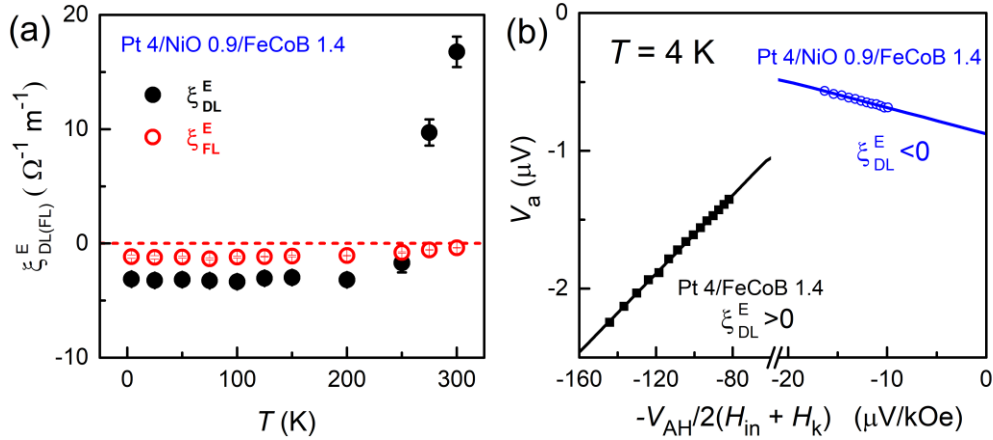 (a)
Pt 4/NiO 0.9/FeCoB 1.4
ξ^E_DL
ξ^E_FL
ξ^E_DL(FL) ( Ω^-1 m^-1)
20
10
0
-10
0
100
200
300
T (K)
(b)
T = 4 K
Pt 4/NiO 0.9/FeCoB 1.4
ξ^E_DL <0
Pt 4/FeCoB 1.4
ξ^E_DL >0
V_a (μV)
0
-1
-2
-160
-120
-80
-20
-10
0
-V_AH/2(H_in + H_k) (μV/kOe)